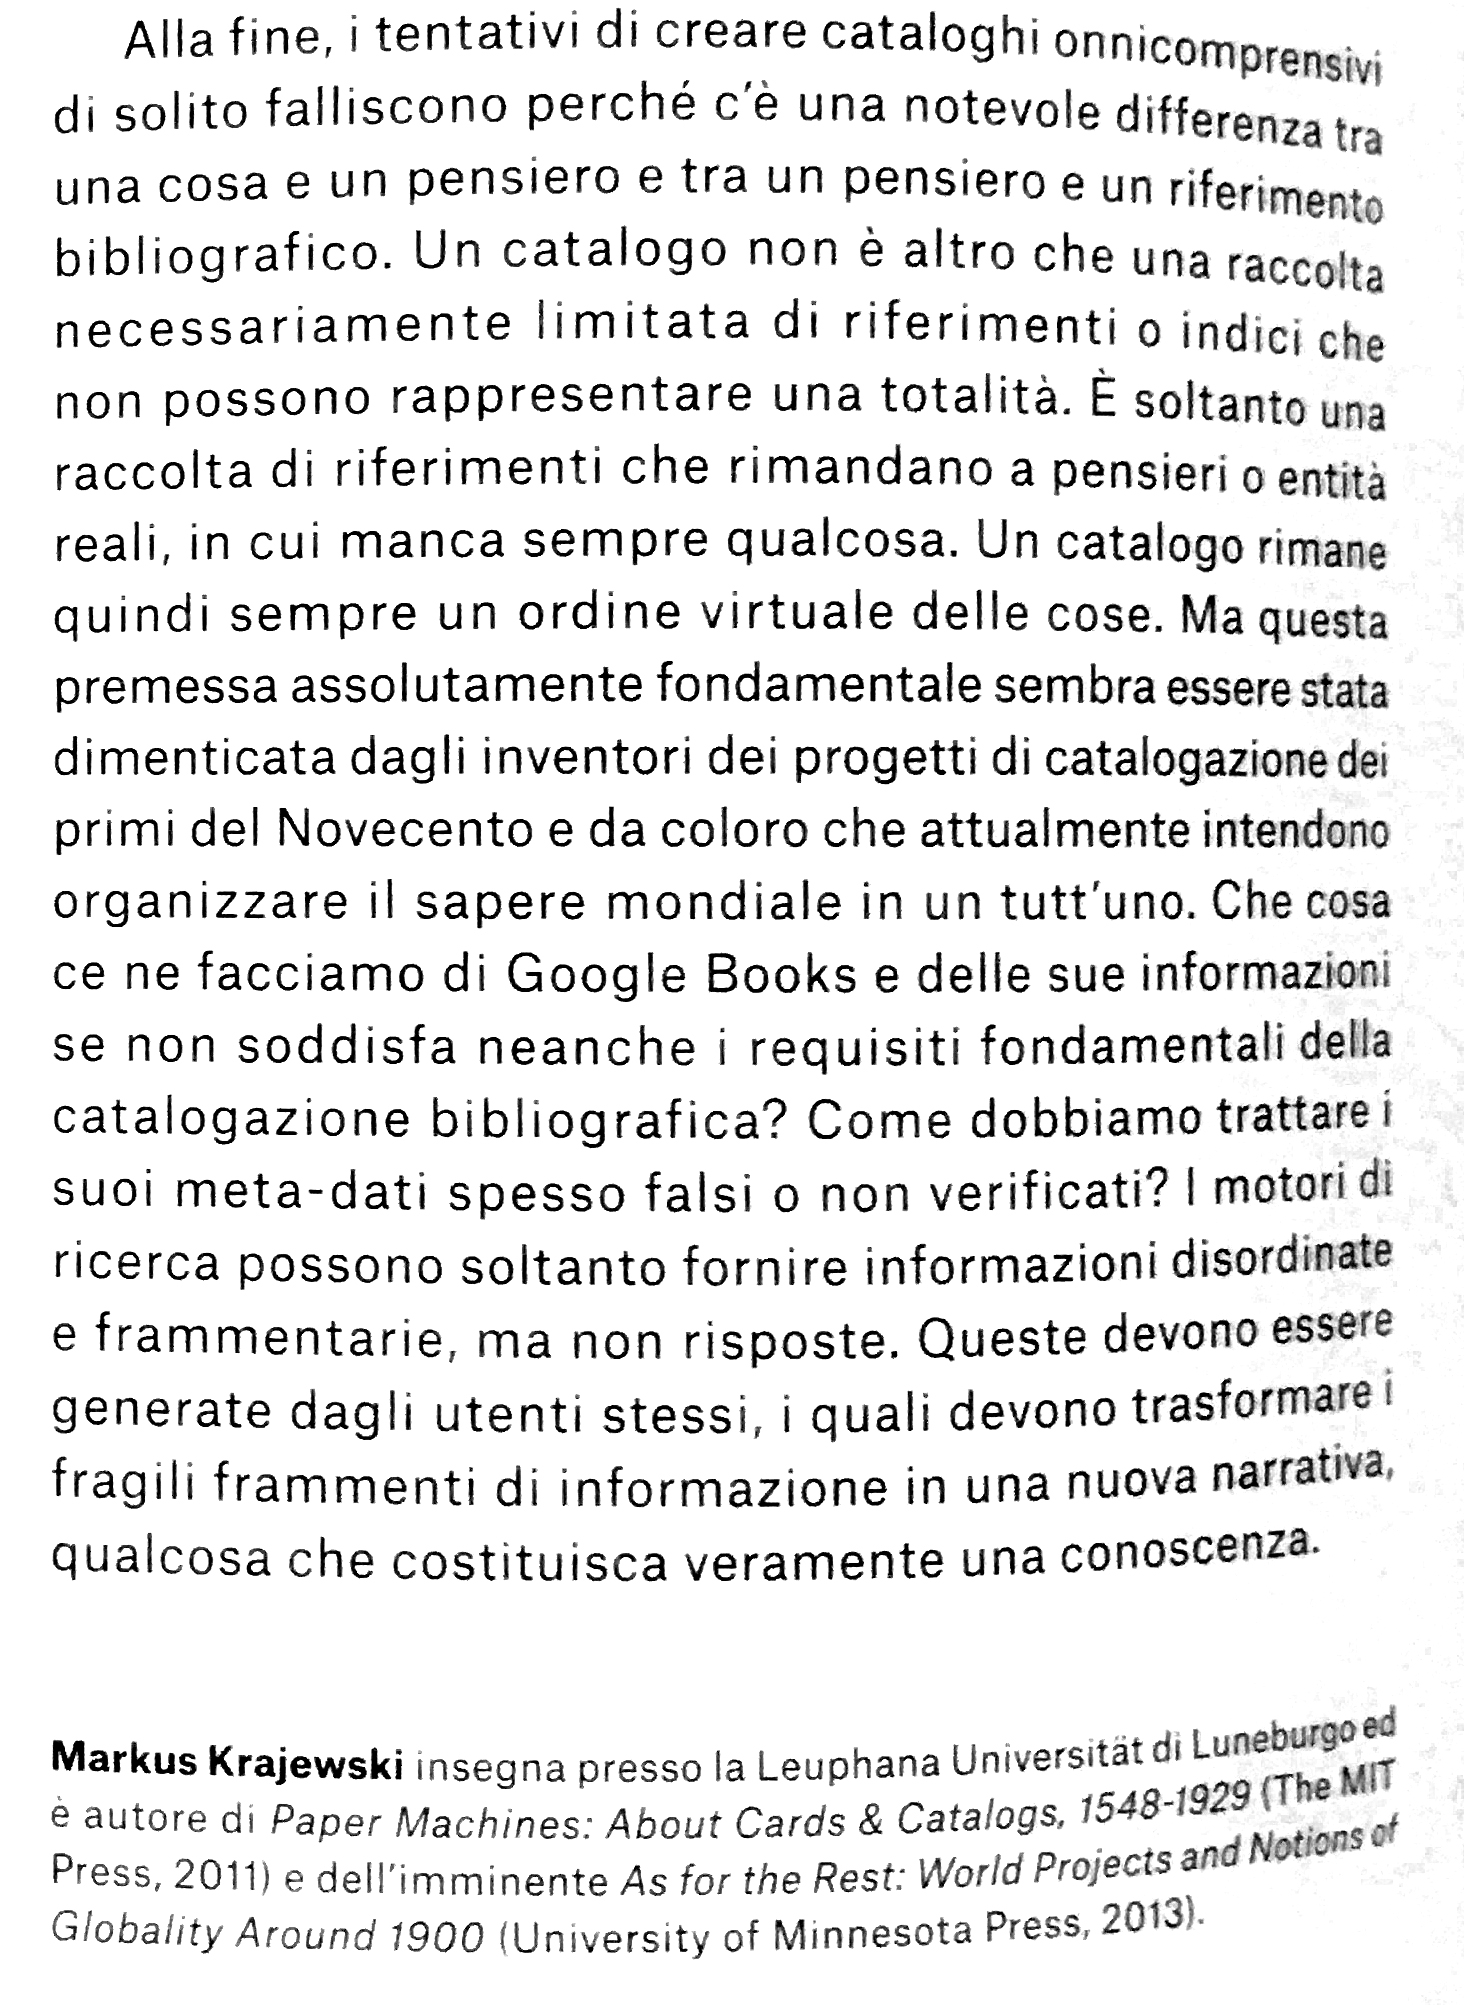 Alla fine, i tentativi di creare cataloghi onnicomprensivi
di solito falliscono perché c'è una notevole differenza tra
una cosa e un pensiero e tra un pensiero e un riferimento
bibliografico. Un catalogo non è altro che una raccolta
necessariamente limitata di riferimenti o indici che
non possono rappresentare una totalità. È soltanto una
raccolta di riferimenti che rimandano a pensieri o entità
reali, in cui manca sempre qualcosa. Un catalogo rimane
quindi sempre un ordine virtuale delle cose. Ma questa
premessa assolutamente fondamentale sembra essere stata
dimenticata dagli inventori dei progetti di catalogazione dei
primi del Novecento e da coloro che attualmente intendono
organizzare il sapere mondiale in un tutt'uno. Che cosa
ce ne facciamo di Google Books e delle sue informazioni
se non soddisfa neanche i requisiti fondamentali della
catalogazione bibliografica? Come dobbiamo trattare i
suoi meta-dati spesso falsi o non verificati? I motori di
ricerca possono soltanto fornire informazioni disordinate
e frammentarie, ma non risposte. Queste devono essere
generate dagli utenti stessi, i quali devono trasformare i
fragili frammenti di informazione in una nuova narrativa,
qualcosa che costituisca veramente una conoscenza.
Markus Krajewski insegna presso la Leuphana Universität di Luneburgo ed
è autore di Paper Machines: About Cards & Catalogs, 1548-1929 (The MIT
Press, 2011) e dell'imminente As for the Rest: World Projects and Notions of
Globality Around 1900 (University of Minnesota Press, 2013).